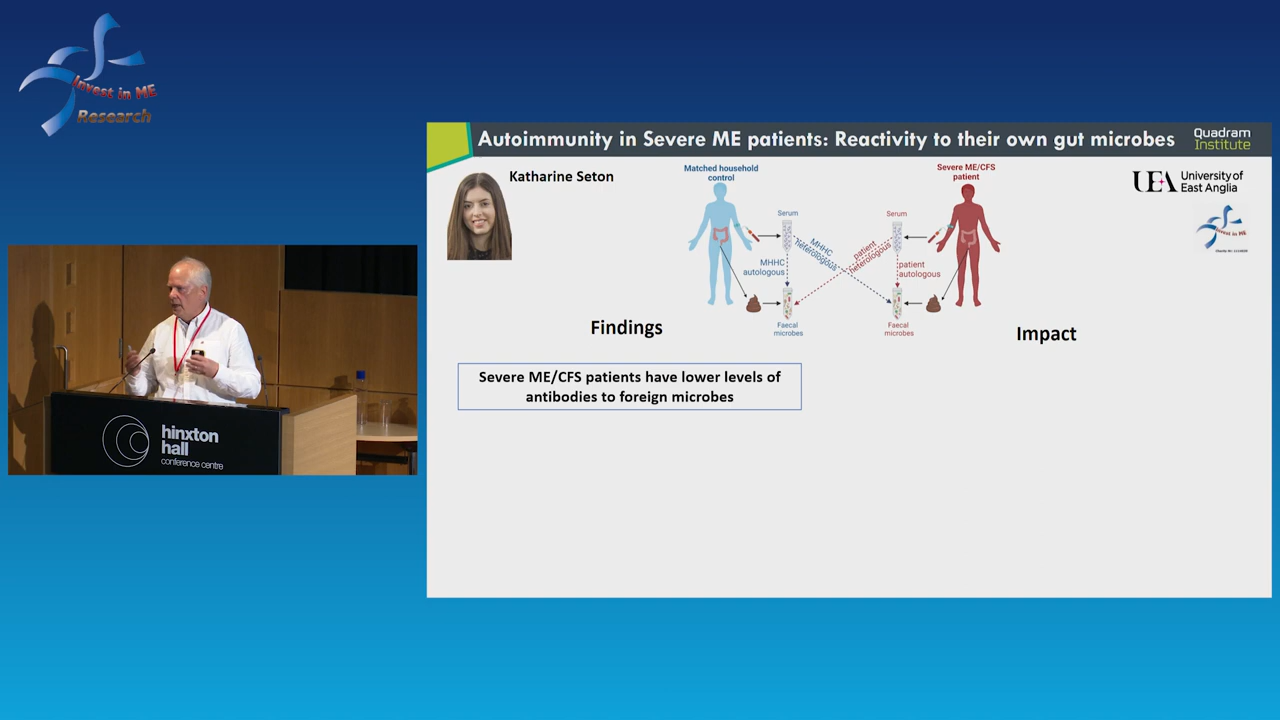 Invest in ME
Research
Autoimmunity in Severe ME patients: Reactivity to their own gut microbes
Quadram
Institute
Katharine Seton
Matched household
control
Severe ME/CFS
patient
UEA University of
East Anglia
Serum
Serum
MHHC
heterologous
patient
heterologous
MHHC
autologous
patient
autologous
Faecal
microbes
Faecal
microbes
Invest in ME
Findings
Impact
Severe ME/CFS patients have lower levels of
antibodies to foreign microbes
hinxton
hall
conference centre